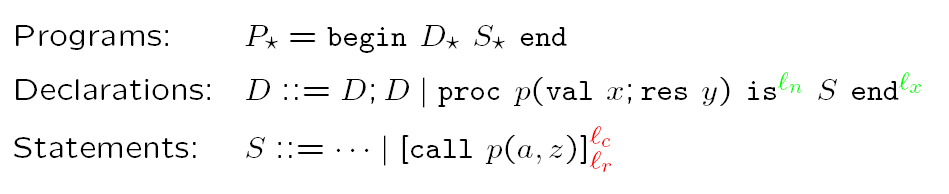 Programs: P⋆ = begin D⋆ S⋆ end
Declarations: D ::= D; D | proc p(val x; res y) is^ℓn S end^ℓx
Statements: S ::= ⋯ | [call p(a, z)]^ℓc_ℓr